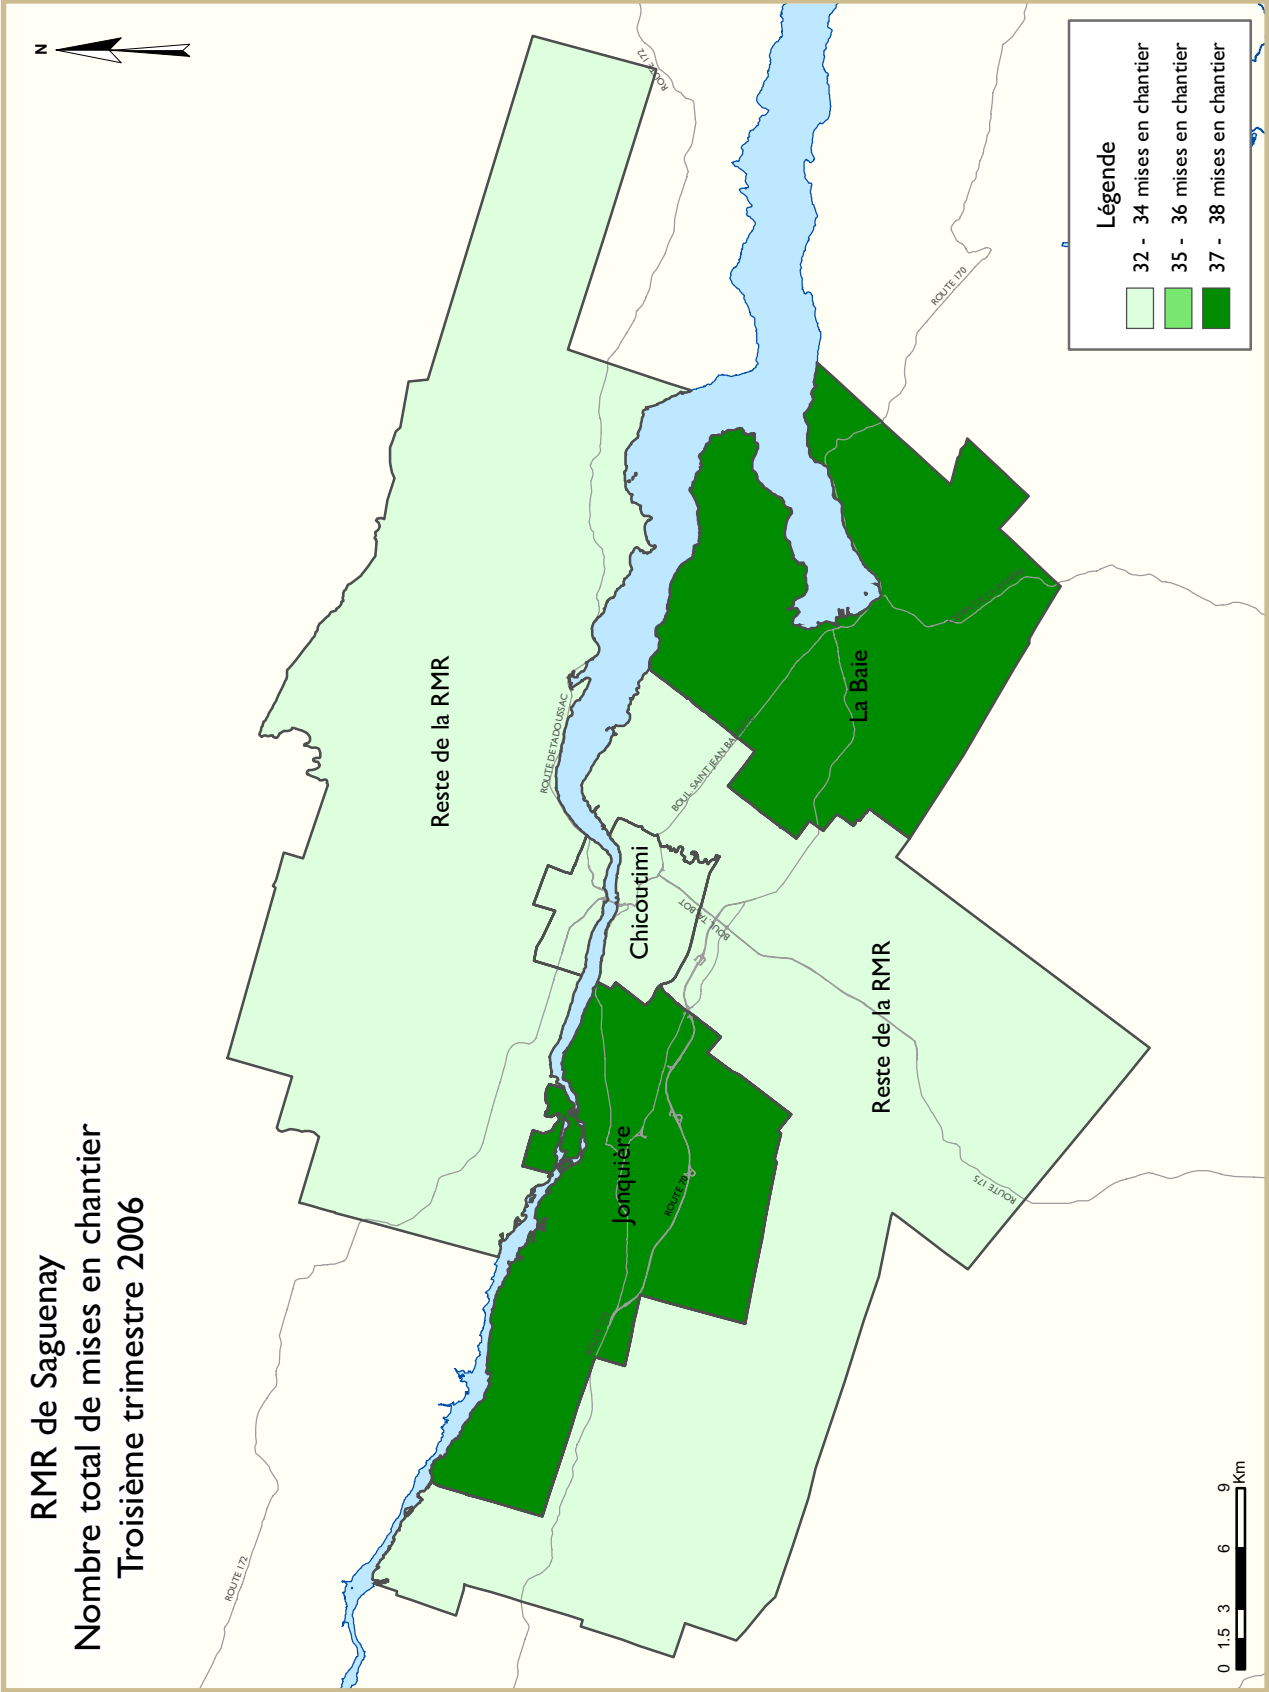 RMR de Saguenay
Nombre total de mises en chantier
Troisième trimestre 2006
N
ROUTE 172
ROUTE 172
Reste de la RMR
ROUTE DE TADOUSSAC
Chicoutimi
Jonquière
ROUTE 70
BOUL. SAINT JEAN BA
BOUL. TALBOT
La Baie
Reste de la RMR
ROUTE 170
ROUTE 175
Légende
32 - 34 mises en chantier
35 - 36 mises en chantier
37 - 38 mises en chantier
0 1.5 3 6 9
Km